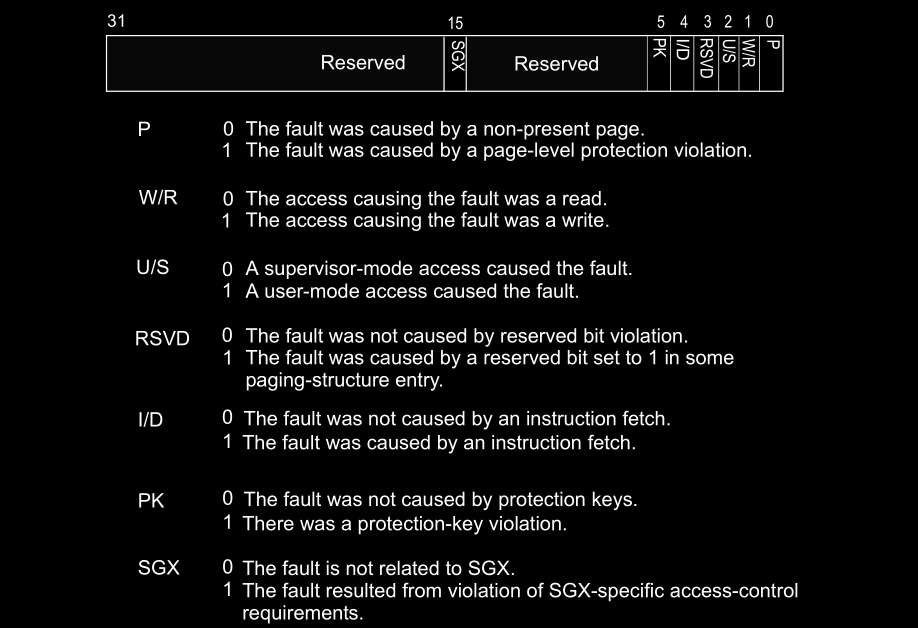 31 15 5 4 3 2 1 0
Reserved SGX Reserved PK I/D RSVD U/S W/R P
P 0 The fault was caused by a non-present page.
1 The fault was caused by a page-level protection violation.
W/R 0 The access causing the fault was a read.
1 The access causing the fault was a write.
U/S 0 A supervisor-mode access caused the fault.
1 A user-mode access caused the fault.
RSVD 0 The fault was not caused by reserved bit violation.
1 The fault was caused by a reserved bit set to 1 in some
paging-structure entry.
I/D 0 The fault was not caused by an instruction fetch.
1 The fault was caused by an instruction fetch.
PK 0 The fault was not caused by protection keys.
1 There was a protection-key violation.
SGX 0 The fault is not related to SGX.
1 The fault resulted from violation of SGX-specific access-control
requirements.